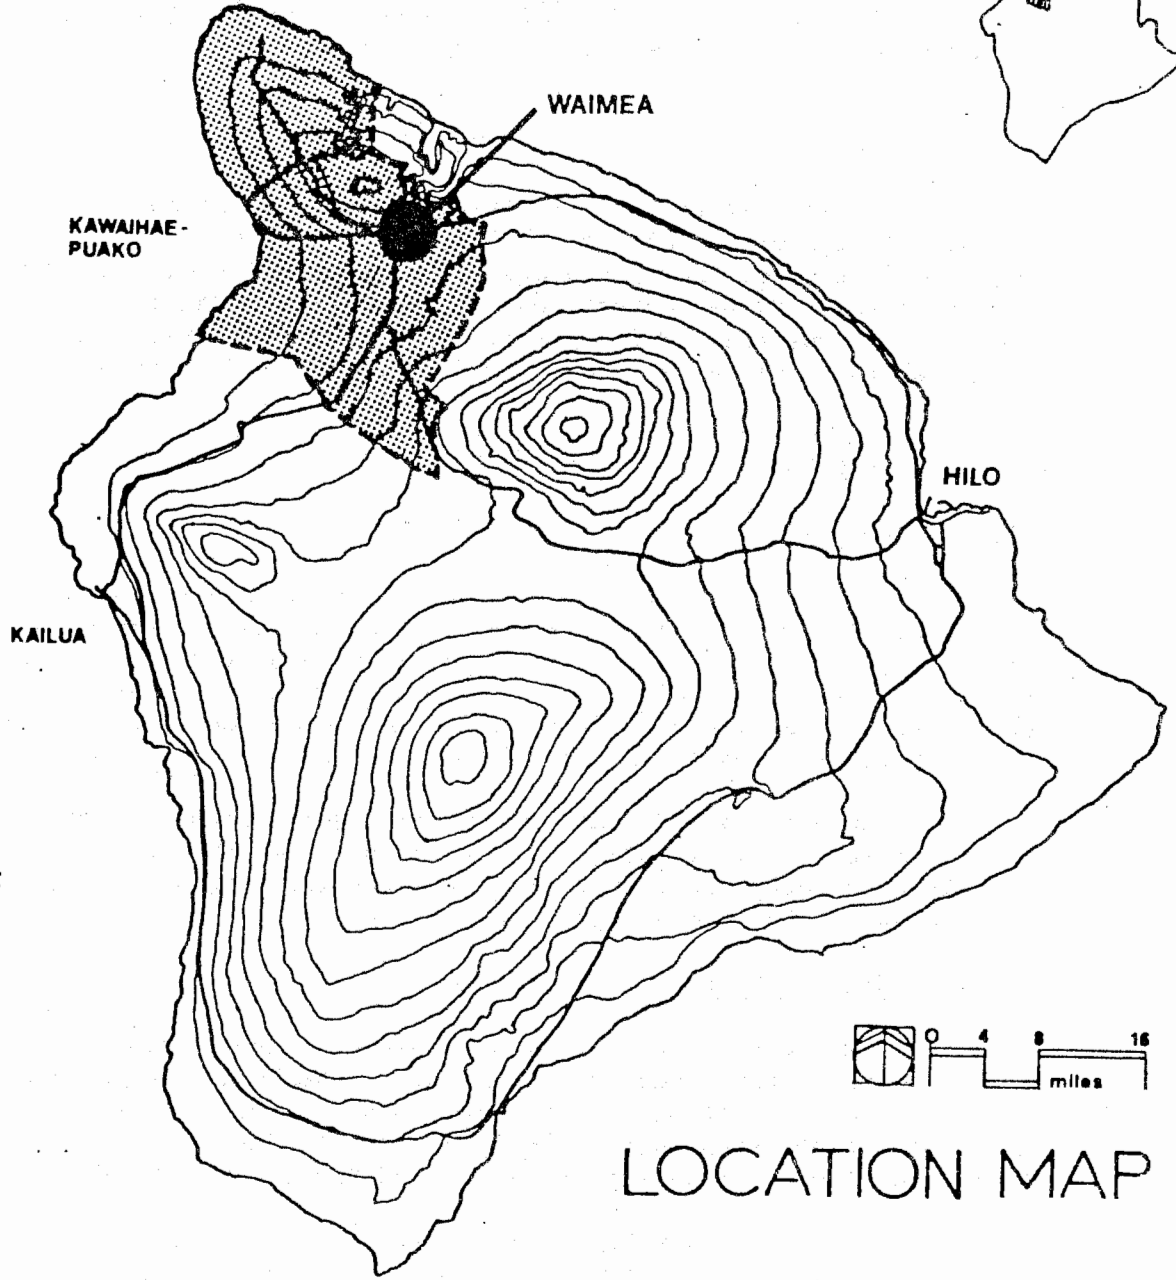 WAIMEA
KAWAIHAE-
PUAKO
HILO
KAILUA
0 4 8 16
miles
LOCATION MAP